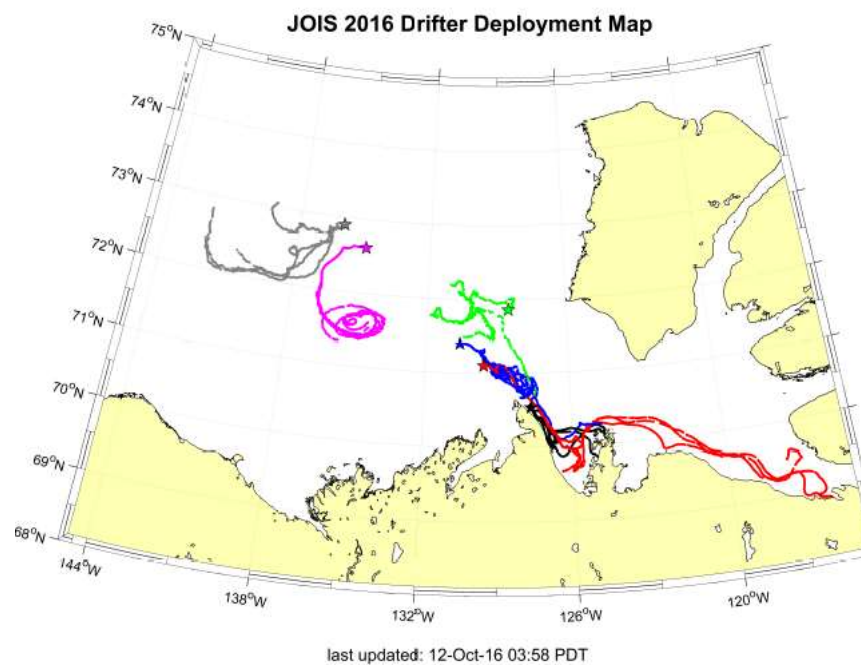 JOIS 2016 Drifter Deployment Map
75°N
74°N
73°N
72°N
71°N
70°N
69°N
68°N
144°W
138°W
132°W
126°W
120°W
last updated: 12-Oct-16 03:58 PDT